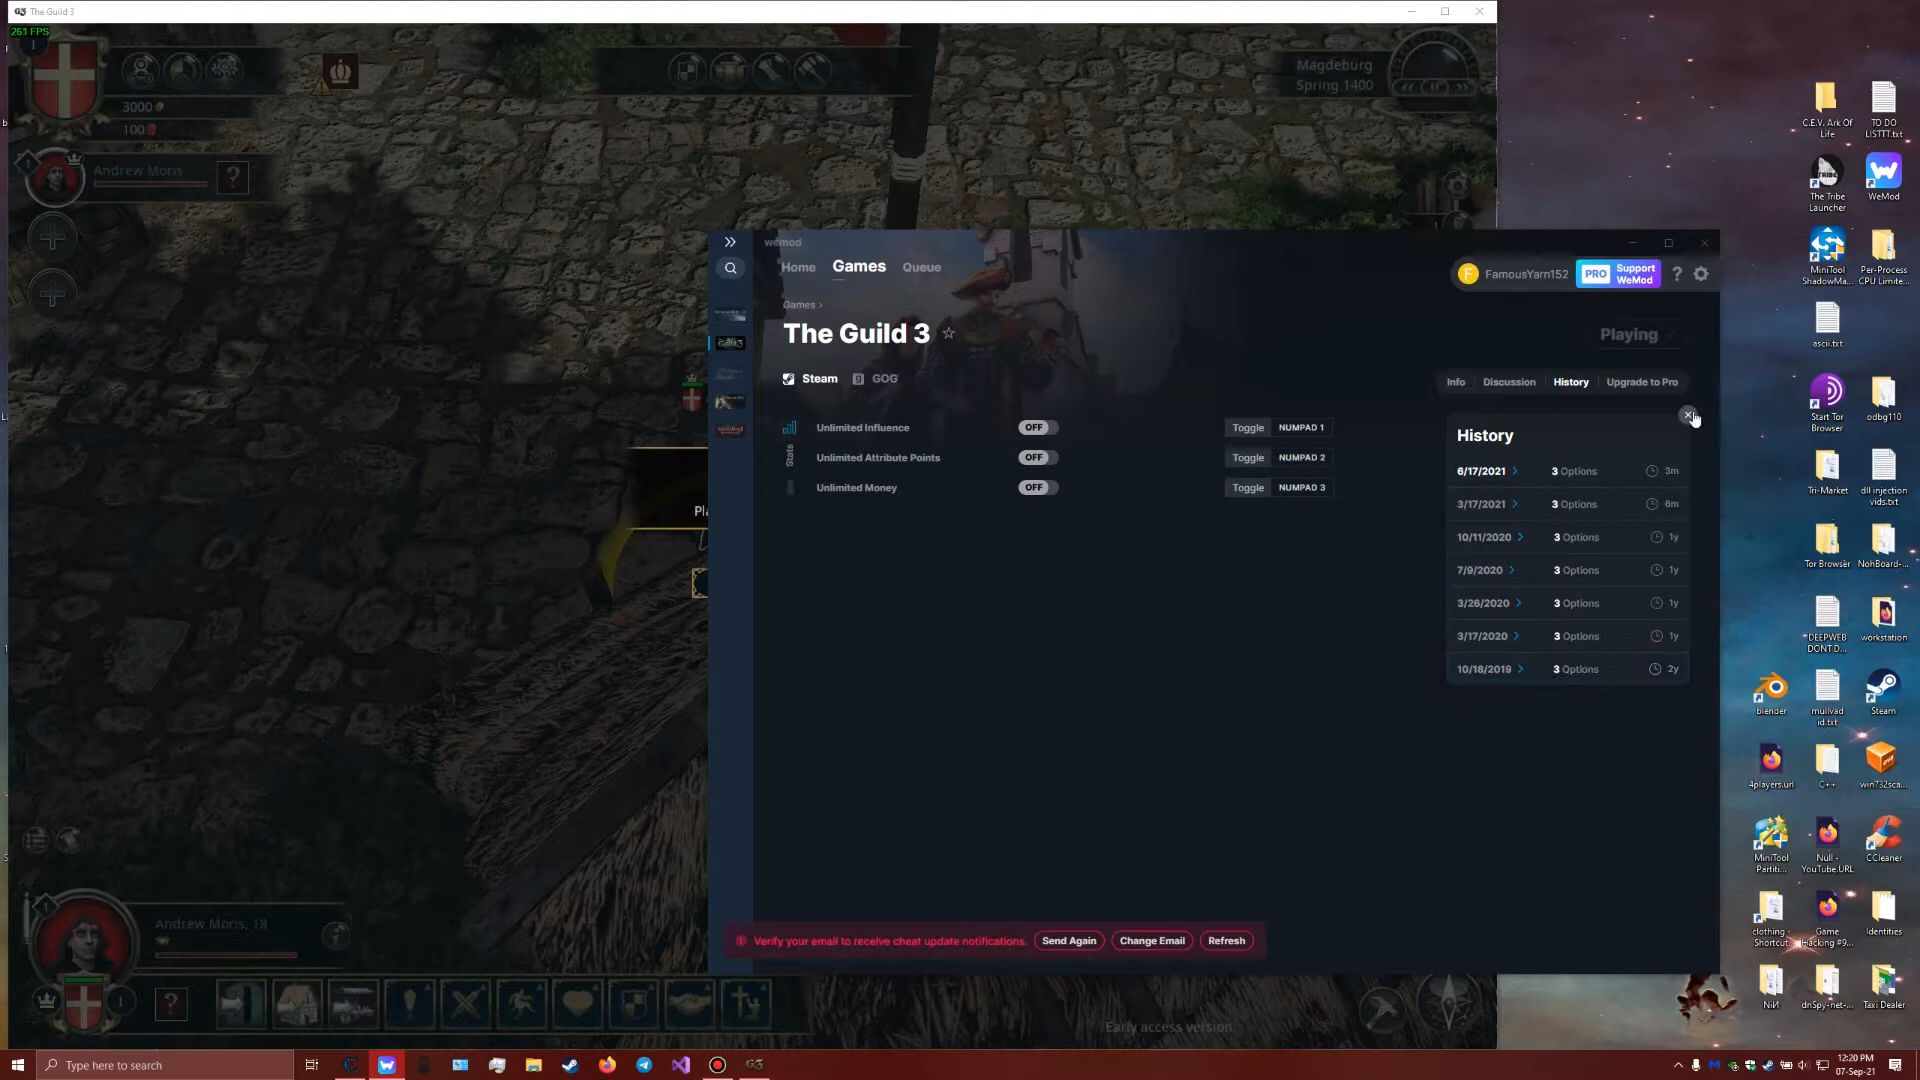 The Guild 3
261 FPS
3000
100
Andrew Moris
Magdeburg
Spring 1400
wemod
Home
Games
Queue
FamousYarn152
PRO
Support
WeMod
Games
The Guild 3
Playing
Steam
GOG
Info
Discussion
History
Upgrade to Pro
Stats
Unlimited Influence
OFF
Toggle
NUMPAD 1
Unlimited Attribute Points
OFF
Toggle
NUMPAD 2
Unlimited Money
OFF
Toggle
NUMPAD 3
History
6/17/2021
3 Options
3m
3/17/2021
3 Options
6m
10/11/2020
3 Options
1y
7/9/2020
3 Options
1y
3/26/2020
3 Options
1y
3/17/2020
3 Options
1y
10/18/2019
3 Options
2y
Verify your email to receive cheat update notifications.
Send Again
Change Email
Refresh
Andrew Moris, 18
Early access version
C.E.V. Ark Of
Life
TO DO
LISTTT.txt
The Tribe
Launcher
WeMod
MiniTool
ShadowMa...
Per-Process
CPU Limite...
ascii.txt
Start Tor
Browser
odbg110
Tri-Market
dll injection
vids.txt
Tor Browser
NohBoard-...
DEEPWEB
DONT D...
workstation
blender
mullvad
id.txt
Steam
4players.url
C++
win732sca...
MiniTool
Partiti...
Null -
YouTube.URL
CCleaner
clothing -
Shortcut
Game
Hacking #9...
Identities
NiN
dnSpy-net-...
Taxi Dealer
Type here to search
12:20 PM
07-Sep-21